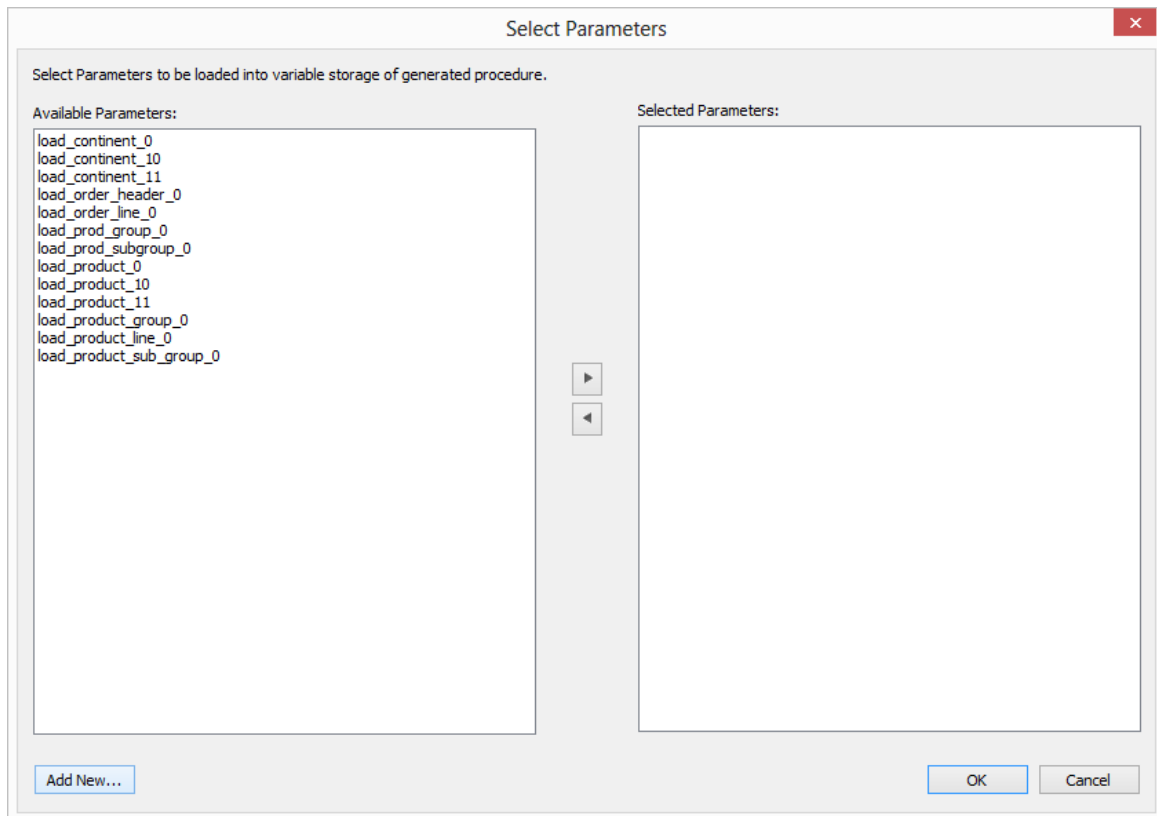 Select Parameters
Select Parameters to be loaded into variable storage of generated procedure.
Available Parameters:
load_continent_0
load_continent_10
load_continent_11
load_order_header_0
load_order_line_0
load_prod_group_0
load_prod_subgroup_0
load_product_0
load_product_10
load_product_11
load_product_group_0
load_product_line_0
load_product_sub_group_0
Selected Parameters:
Add New...
OK
Cancel